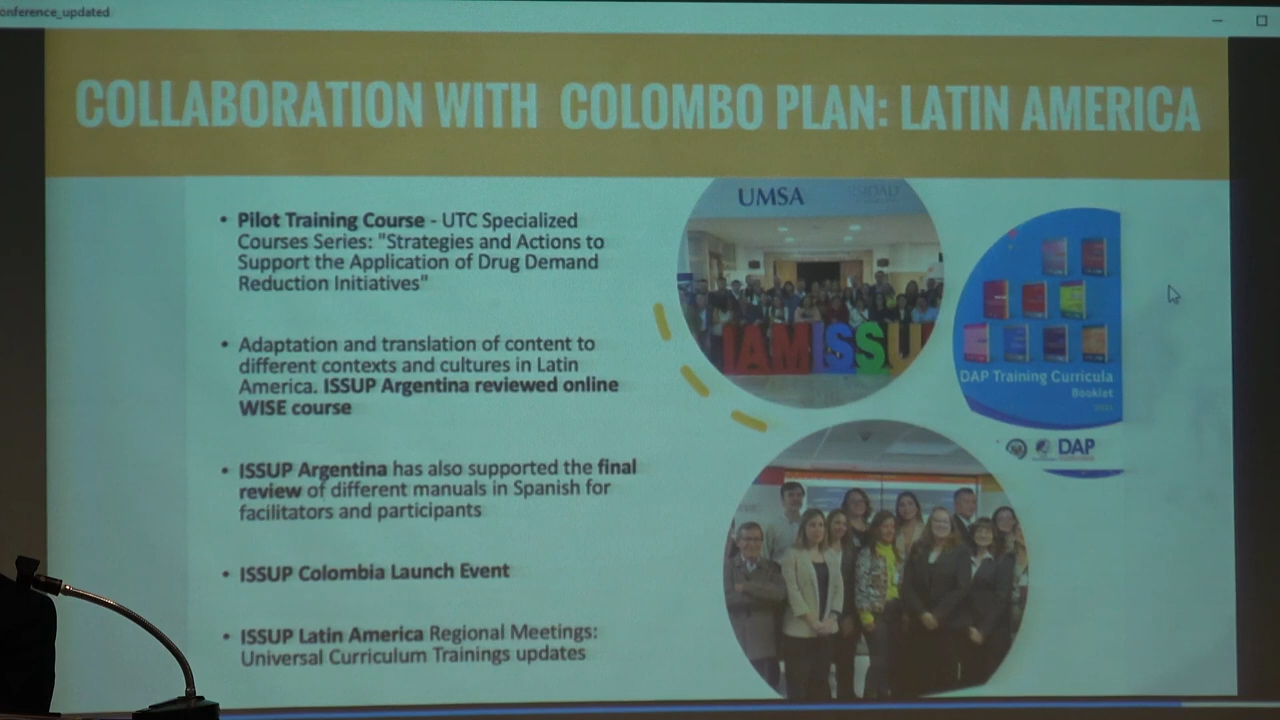 onference_updated
COLLABORATION WITH COLOMBO PLAN: LATIN AMERICA
• Pilot Training Course - UTC Specialized
Courses Series: "Strategies and Actions to
Support the Application of Drug Demand
Reduction Initiatives"
• Adaptation and translation of content to
different contexts and cultures in Latin
America. ISSUP Argentina reviewed online
WISE course
• ISSUP Argentina has also supported the final
review of different manuals in Spanish for
facilitators and participants
• ISSUP Colombia Launch Event
• ISSUP Latin America Regional Meetings:
Universal Curriculum Trainings updates
UMSA
IAMISSU
DAP Training Curricula
Booklet
DAP